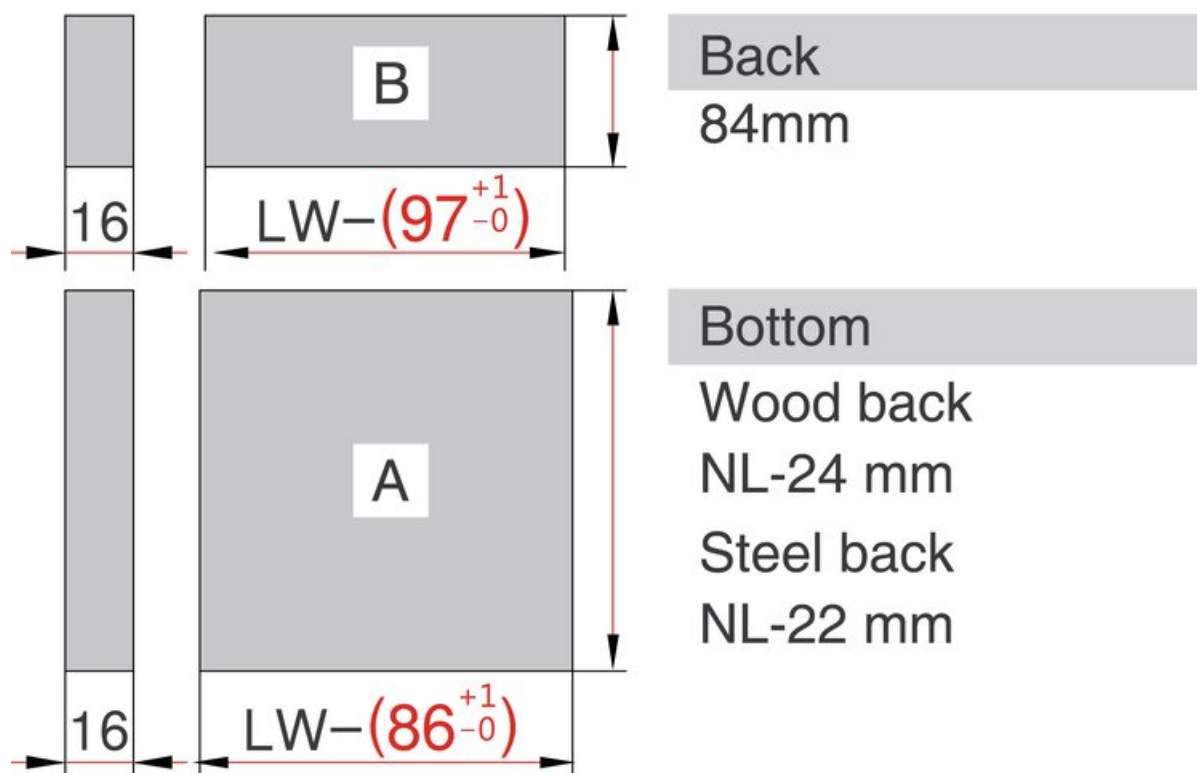 B
16
LW–(97 +1 -0)
Back
84mm
A
16
LW–(86 +1 -0)
Bottom
Wood back
NL-24 mm
Steel back
NL-22 mm